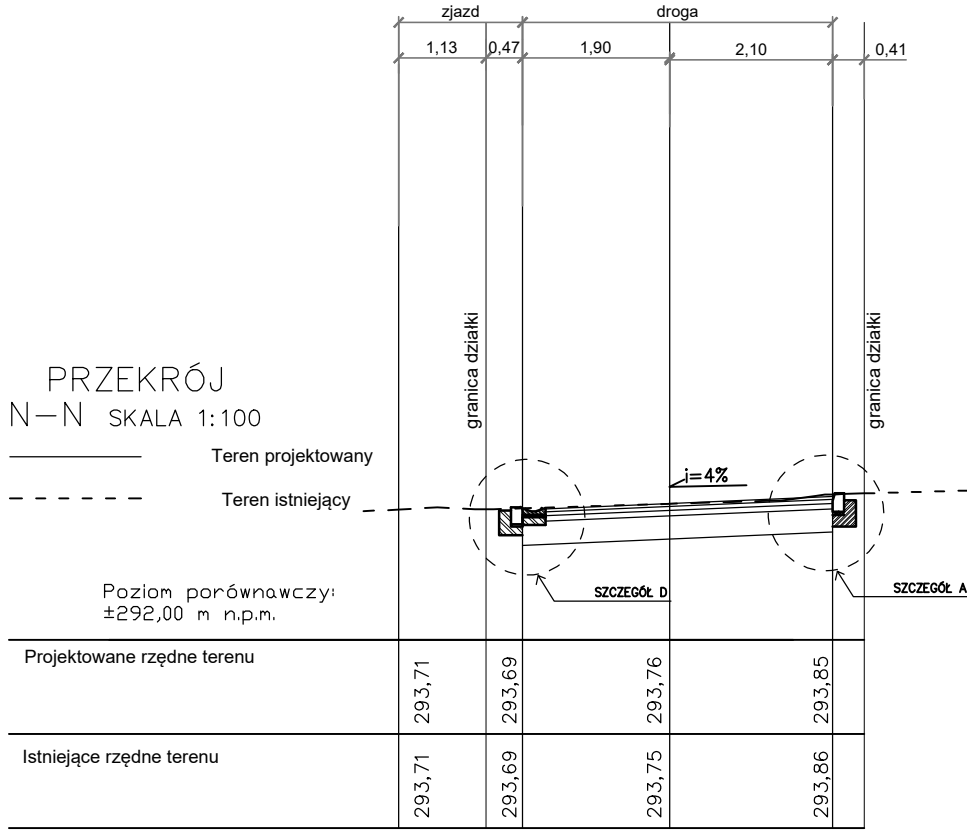 zjazd
droga
1,13
0,47
1,90
2,10
0,41
granica działki
granica działki
PRZEKRÓJ
N-N SKALA 1:100
Teren projektowany
Teren istniejący
i=4%
SZCZEGÓŁ D
SZCZEGÓŁ A
Poziom porównawczy:
±292,00 m n.p.m.
Projektowane rzędne terenu
293,71
293,69
293,76
293,85
Istniejące rzędne terenu
293,71
293,69
293,75
293,86